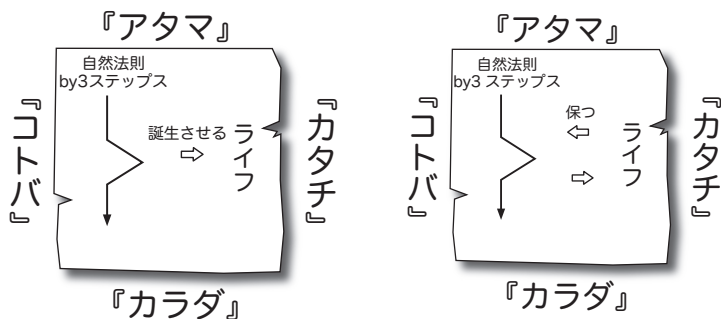 『アタマ』
自然法則
by3ステップス
『コトバ』
誕生させる
ライフ
『カタチ』
『カラダ』
『アタマ』
自然法則
by3 ステップス
『コトバ』
保つ
ライフ
『カタチ』
『カラダ』